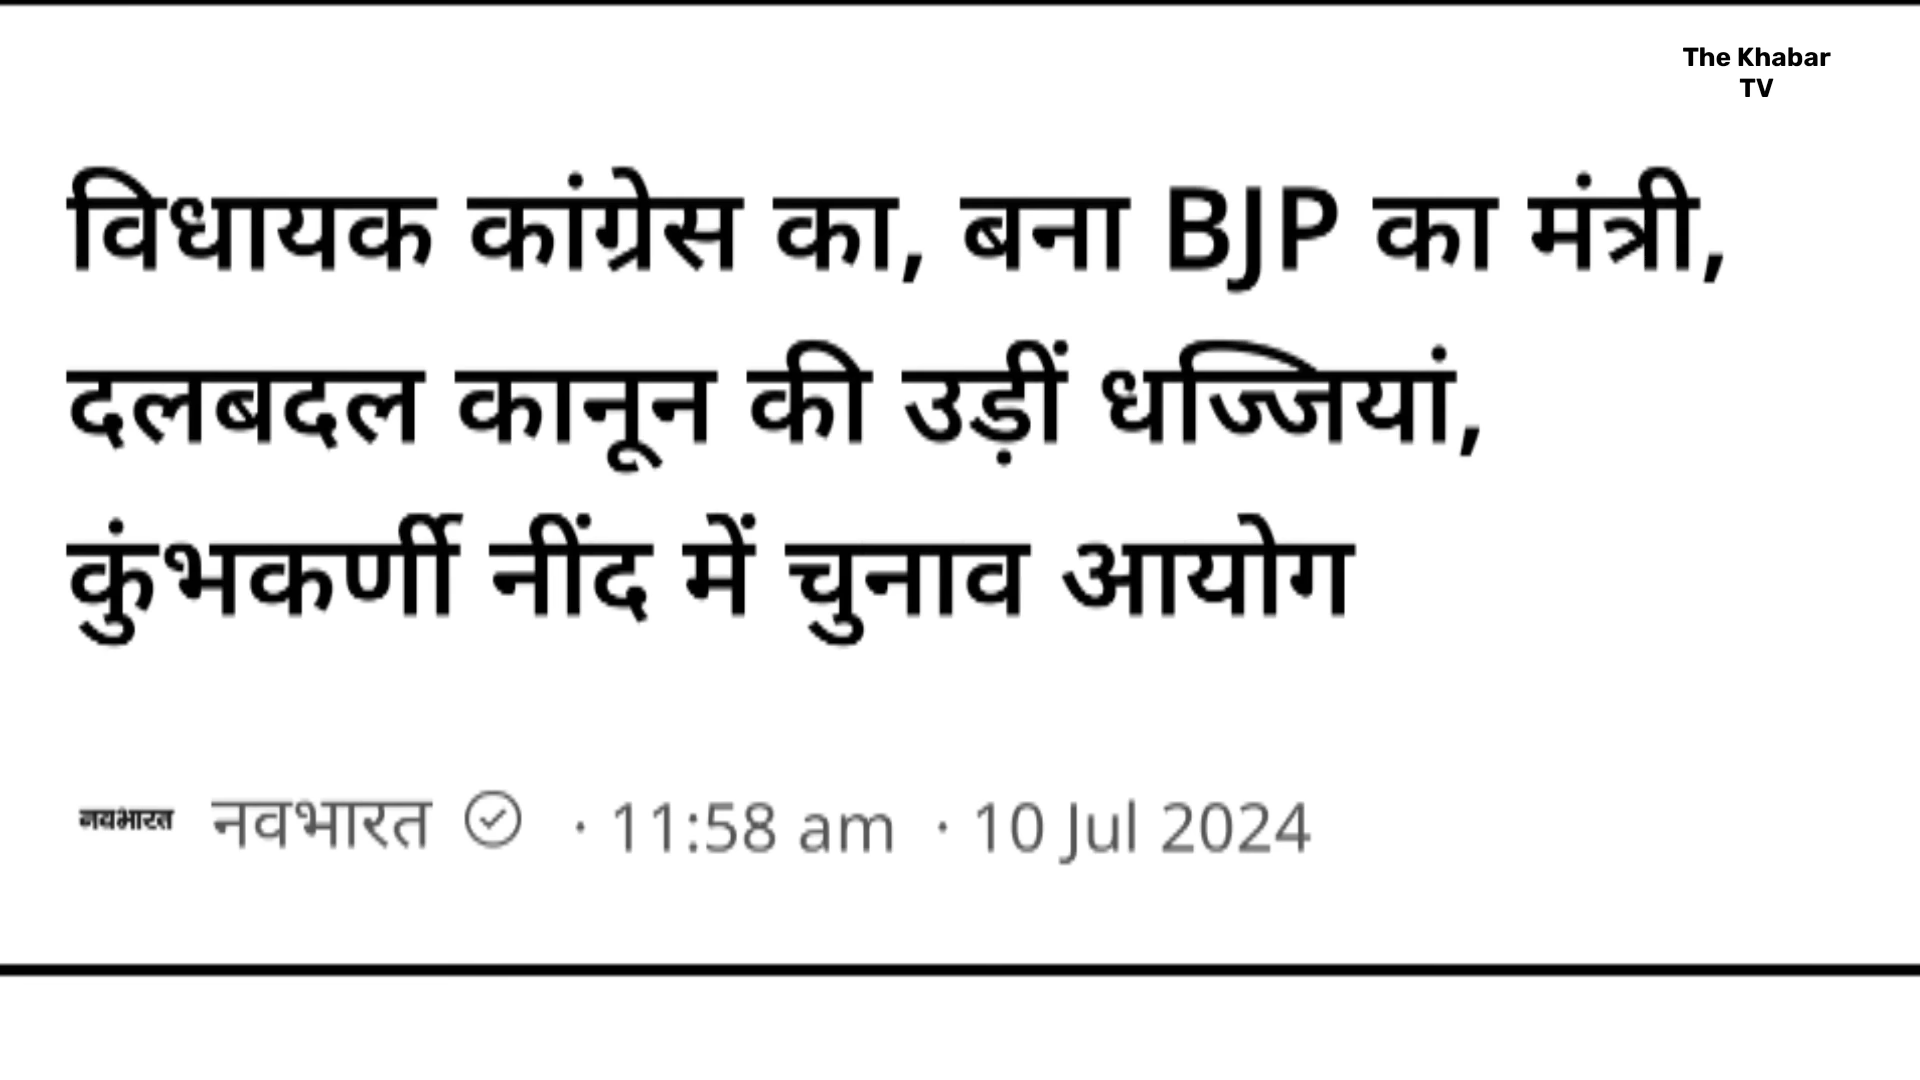 The Khabar
TV
विधायक कांग्रेस का, बना BJP का मंत्री,
दलबदल कानून की उड़ीं धज्जियां,
कुंभकर्णी नींद में चुनाव आयोग
नवभारत नवभारत · 11:58 am · 10 Jul 2024